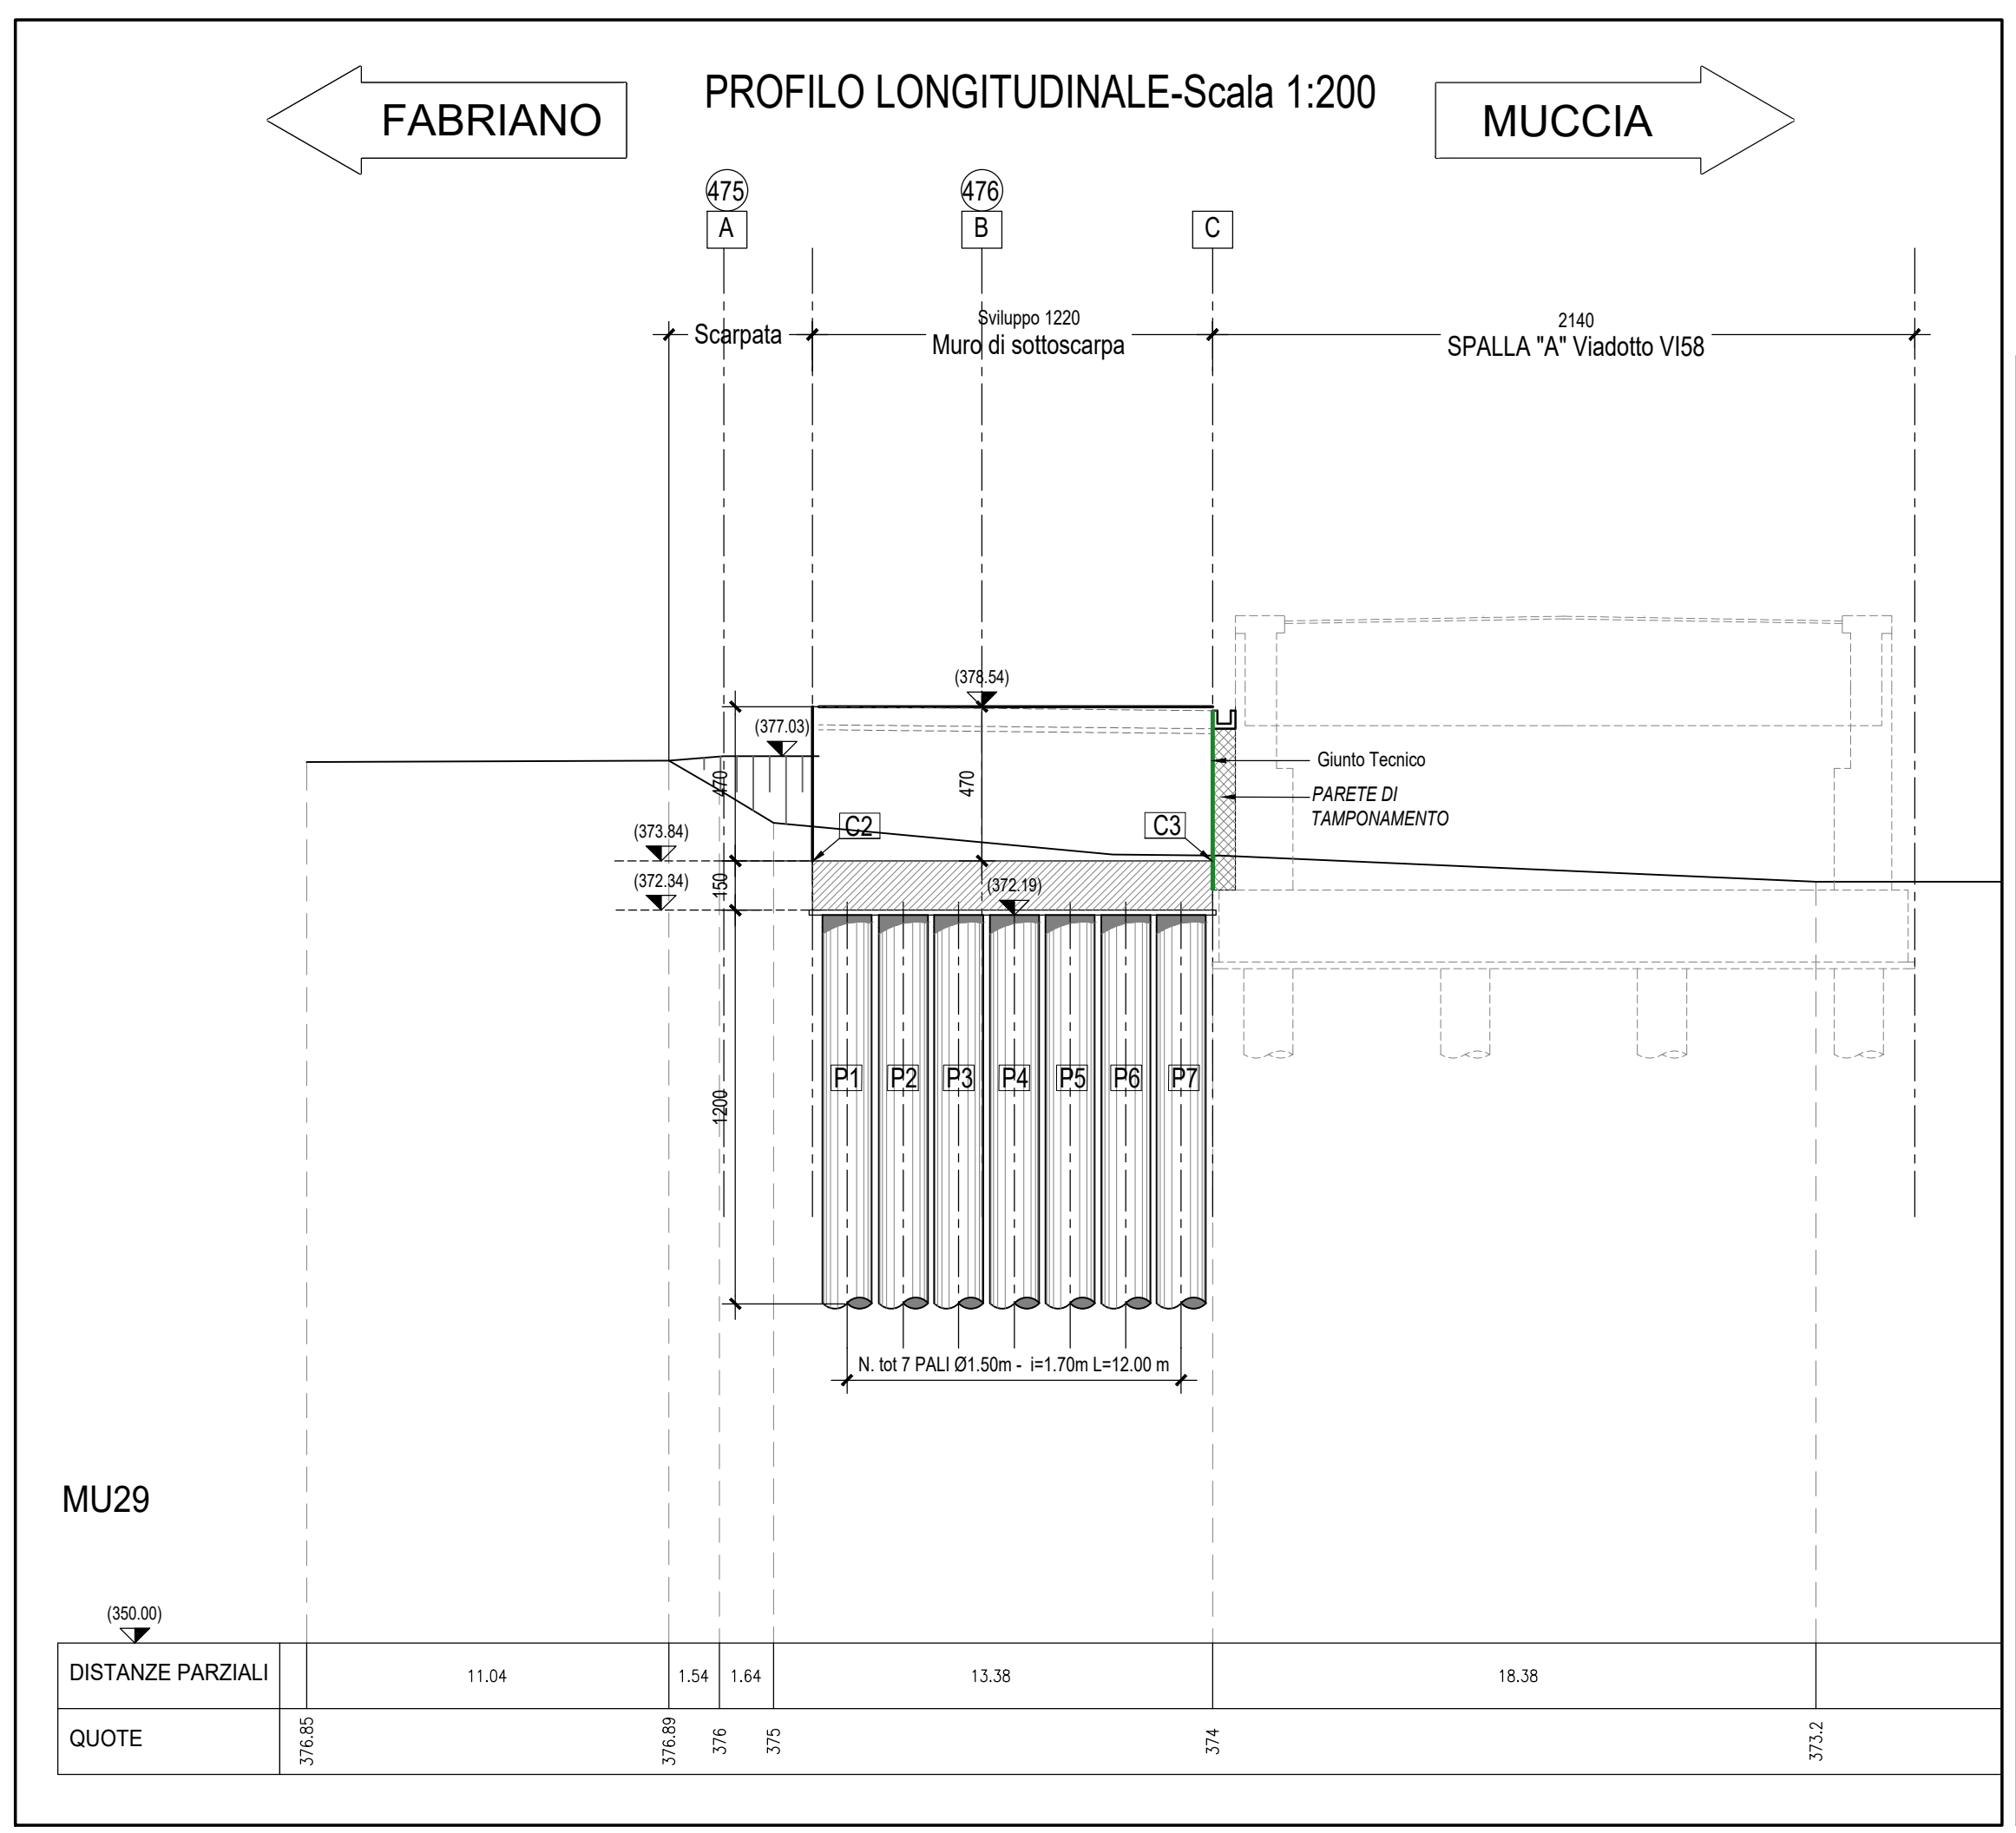 PROFILO LONGITUDINALE-Scala 1:200
FABRIANO
MUCCIA
475
476
A
B
C
Scarpata
Sviluppo 1220
Muro di sottoscarpa
2140
SPALLA "A" Viadotto VI58
(378.54)
(377.03)
470
470
Giunto Tecnico
PARETE DI
TAMPONAMENTO
C2
C3
(373.84)
(372.34)
150
(372.19)
P1
P2
P3
P4
P5
P6
P7
1200
N. tot 7 PALI Ø1.50m - i=1.70m L=12.00 m
MU29
(350.00)
DISTANZE PARZIALI
11.04
1.54
1.64
13.38
18.38
QUOTE
376.85
376.89
376
375
374
373.2